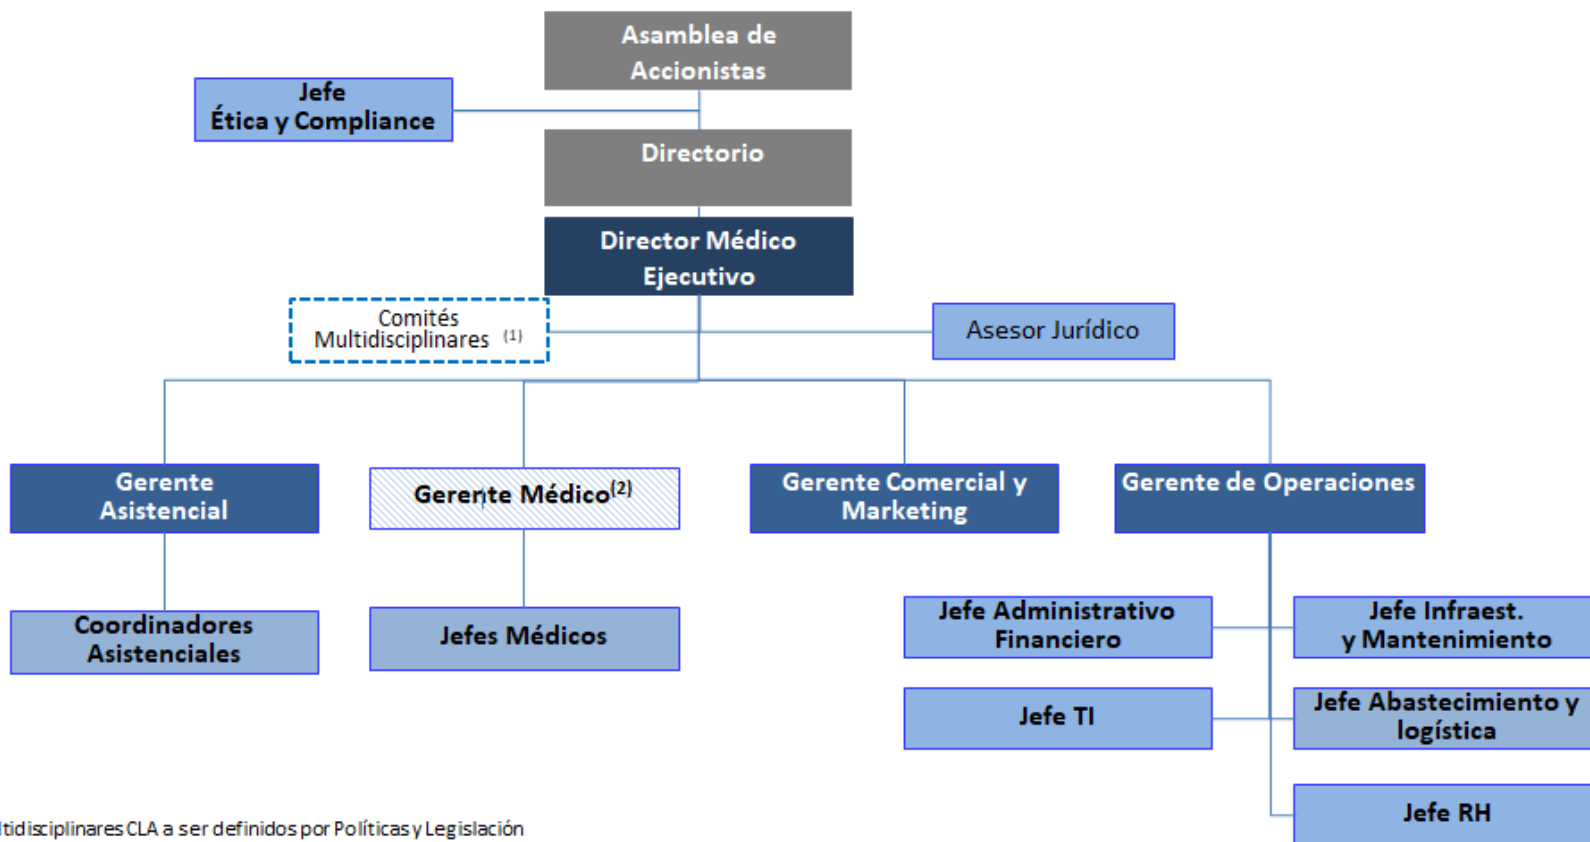 Asamblea de
Accionistas
Jefe
Ética y Compliance
Directorio
Director Médico
Ejecutivo
Comités
Multidisciplinares (1)
Asesor Jurídico
Gerente
Asistencial
Gerente Médico(2)
Gerente Comercial y
Marketing
Gerente de Operaciones
Coordinadores
Asistenciales
Jefes Médicos
Jefe Administrativo
Financiero
Jefe Infraest.
y Mantenimiento
Jefe TI
Jefe Abastecimiento y
logística
Jefe RH
ltidisciplinares CLA a ser definidos por Políticas y Legislación